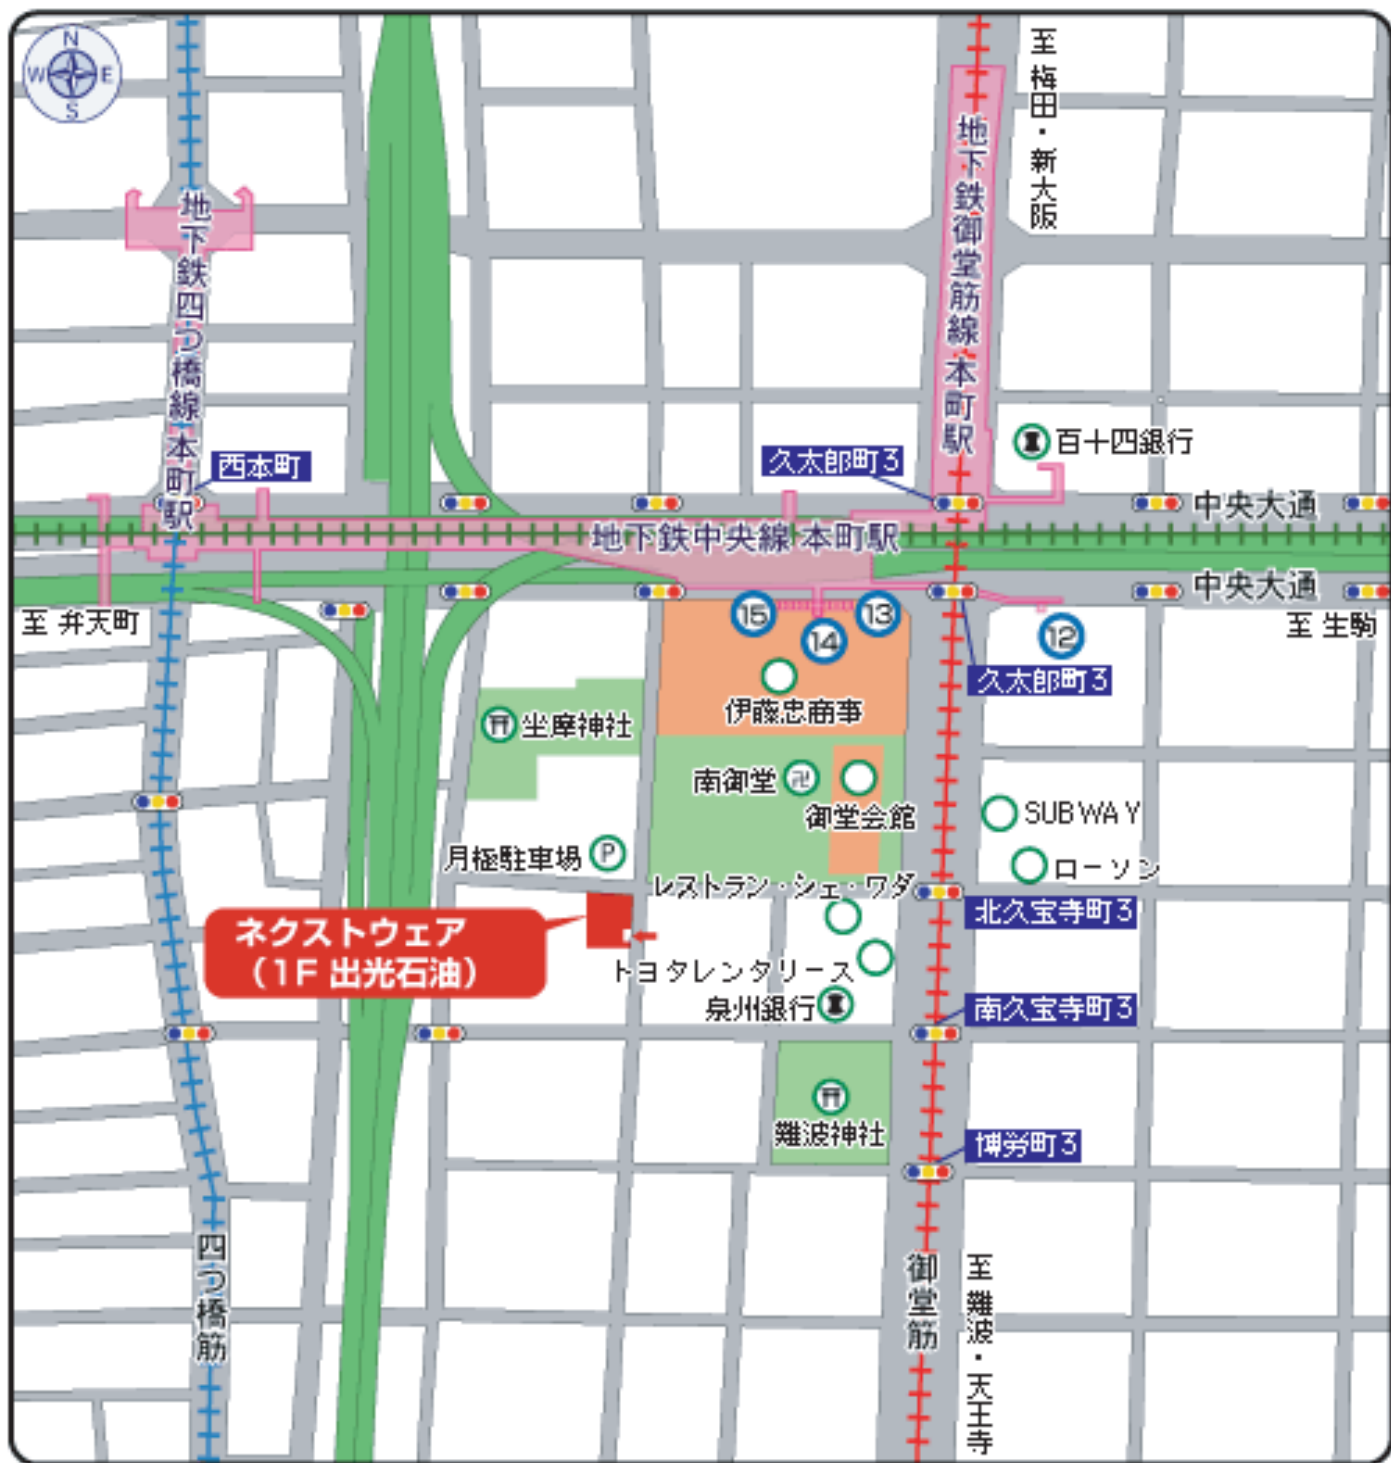 N
W
E
S
至 梅田・新大阪
地下鉄御堂筋線 本町駅
地下鉄四つ橋線 本町駅
西本町
久太郎町3
百十四銀行
中央大通
地下鉄中央線 本町駅
中央大通
至 弁天町
至 生駒
15
14
13
12
久太郎町3
伊藤忠商事
坐摩神社
南御堂
卍
御堂会館
SUBWAY
ローソン
月極駐車場
P
レストラン・シェ・ワダ
北久宝寺町3
ネクストウェア
(1F 出光石油)
トヨタレンタリース
泉州銀行
南久宝寺町3
難波神社
博労町3
四つ橋筋
御堂筋
至 難波・天王寺